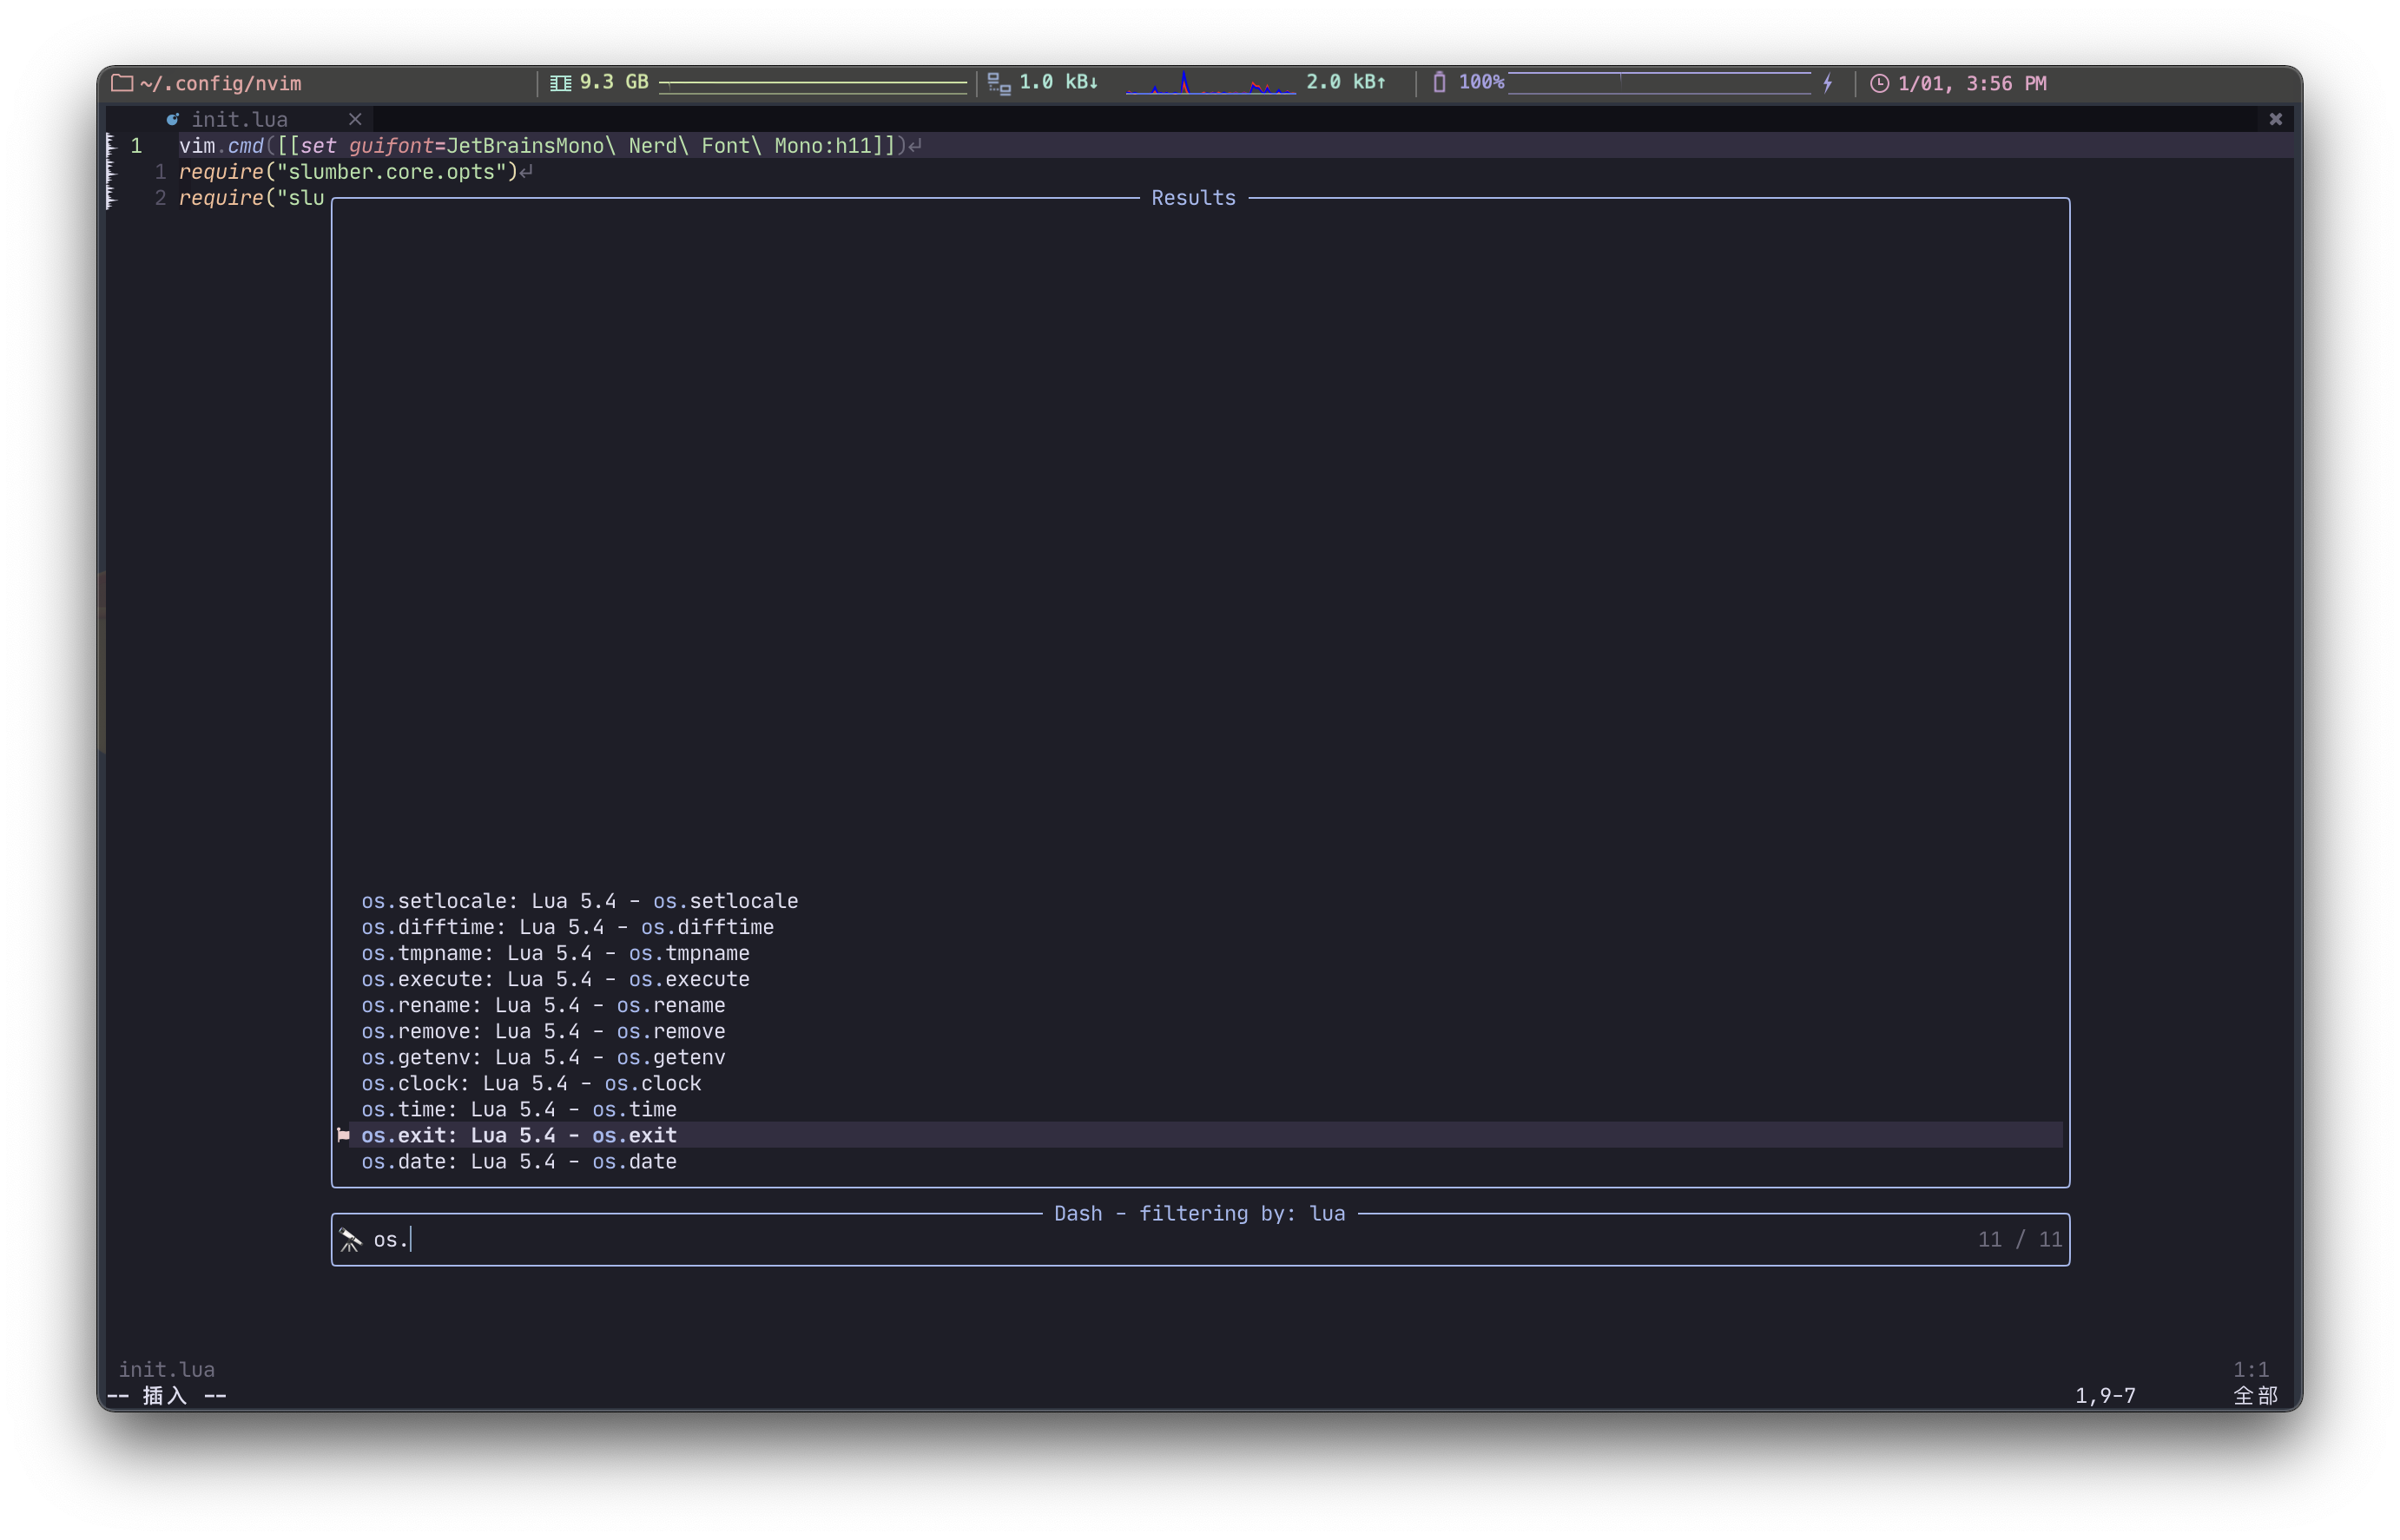 ~/.config/nvim 9.3 GB 1.0 kB↓ 2.0 kB↑ 100% 1/01, 3:56 PM
init.lua
1 vim.cmd([[set guifont=JetBrainsMono\ Nerd\ Font\ Mono:h11]])↵
1 require("slumber.core.opts")↵
2 require("slu
Results
os.setlocale: Lua 5.4 - os.setlocale
os.difftime: Lua 5.4 - os.difftime
os.tmpname: Lua 5.4 - os.tmpname
os.execute: Lua 5.4 - os.execute
os.rename: Lua 5.4 - os.rename
os.remove: Lua 5.4 - os.remove
os.getenv: Lua 5.4 - os.getenv
os.clock: Lua 5.4 - os.clock
os.time: Lua 5.4 - os.time
os.exit: Lua 5.4 - os.exit
os.date: Lua 5.4 - os.date
Dash - filtering by: lua
os. 11 / 11
init.lua 1:1
-- 插入 -- 1,9-7 全部